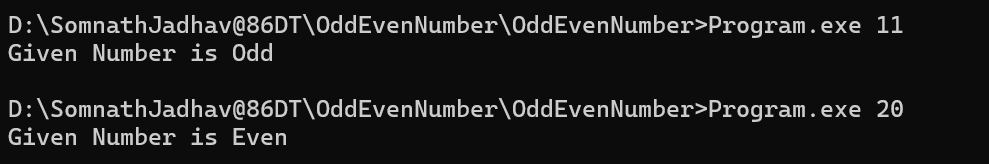 D:\SomnathJadhav@86DT\OddEvenNumber\OddEvenNumber>Program.exe 11
Given Number is Odd
D:\SomnathJadhav@86DT\OddEvenNumber\OddEvenNumber>Program.exe 20
Given Number is Even